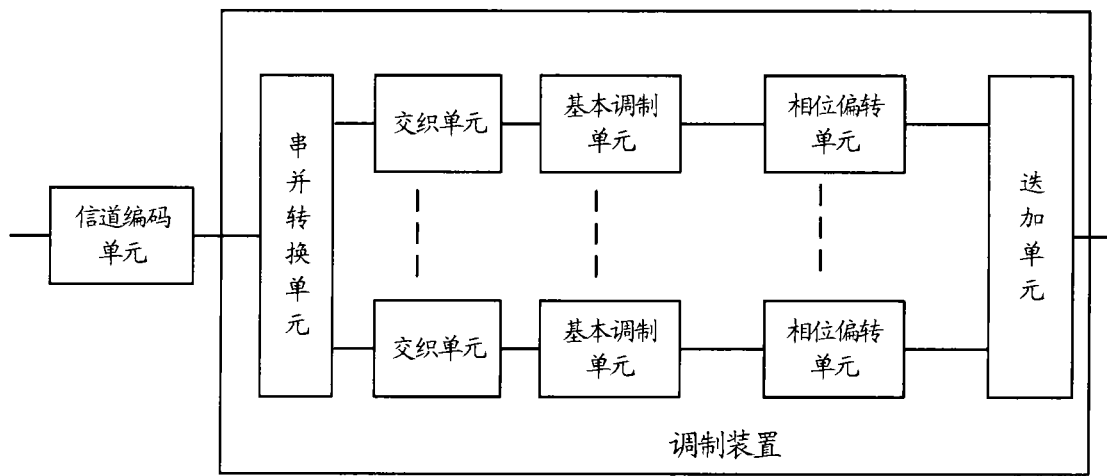 信道编码
单元
串并转换单元
交织单元
基本调制
单元
相位偏转
单元
交织单元
基本调制
单元
相位偏转
单元
迭加单元
调制装置